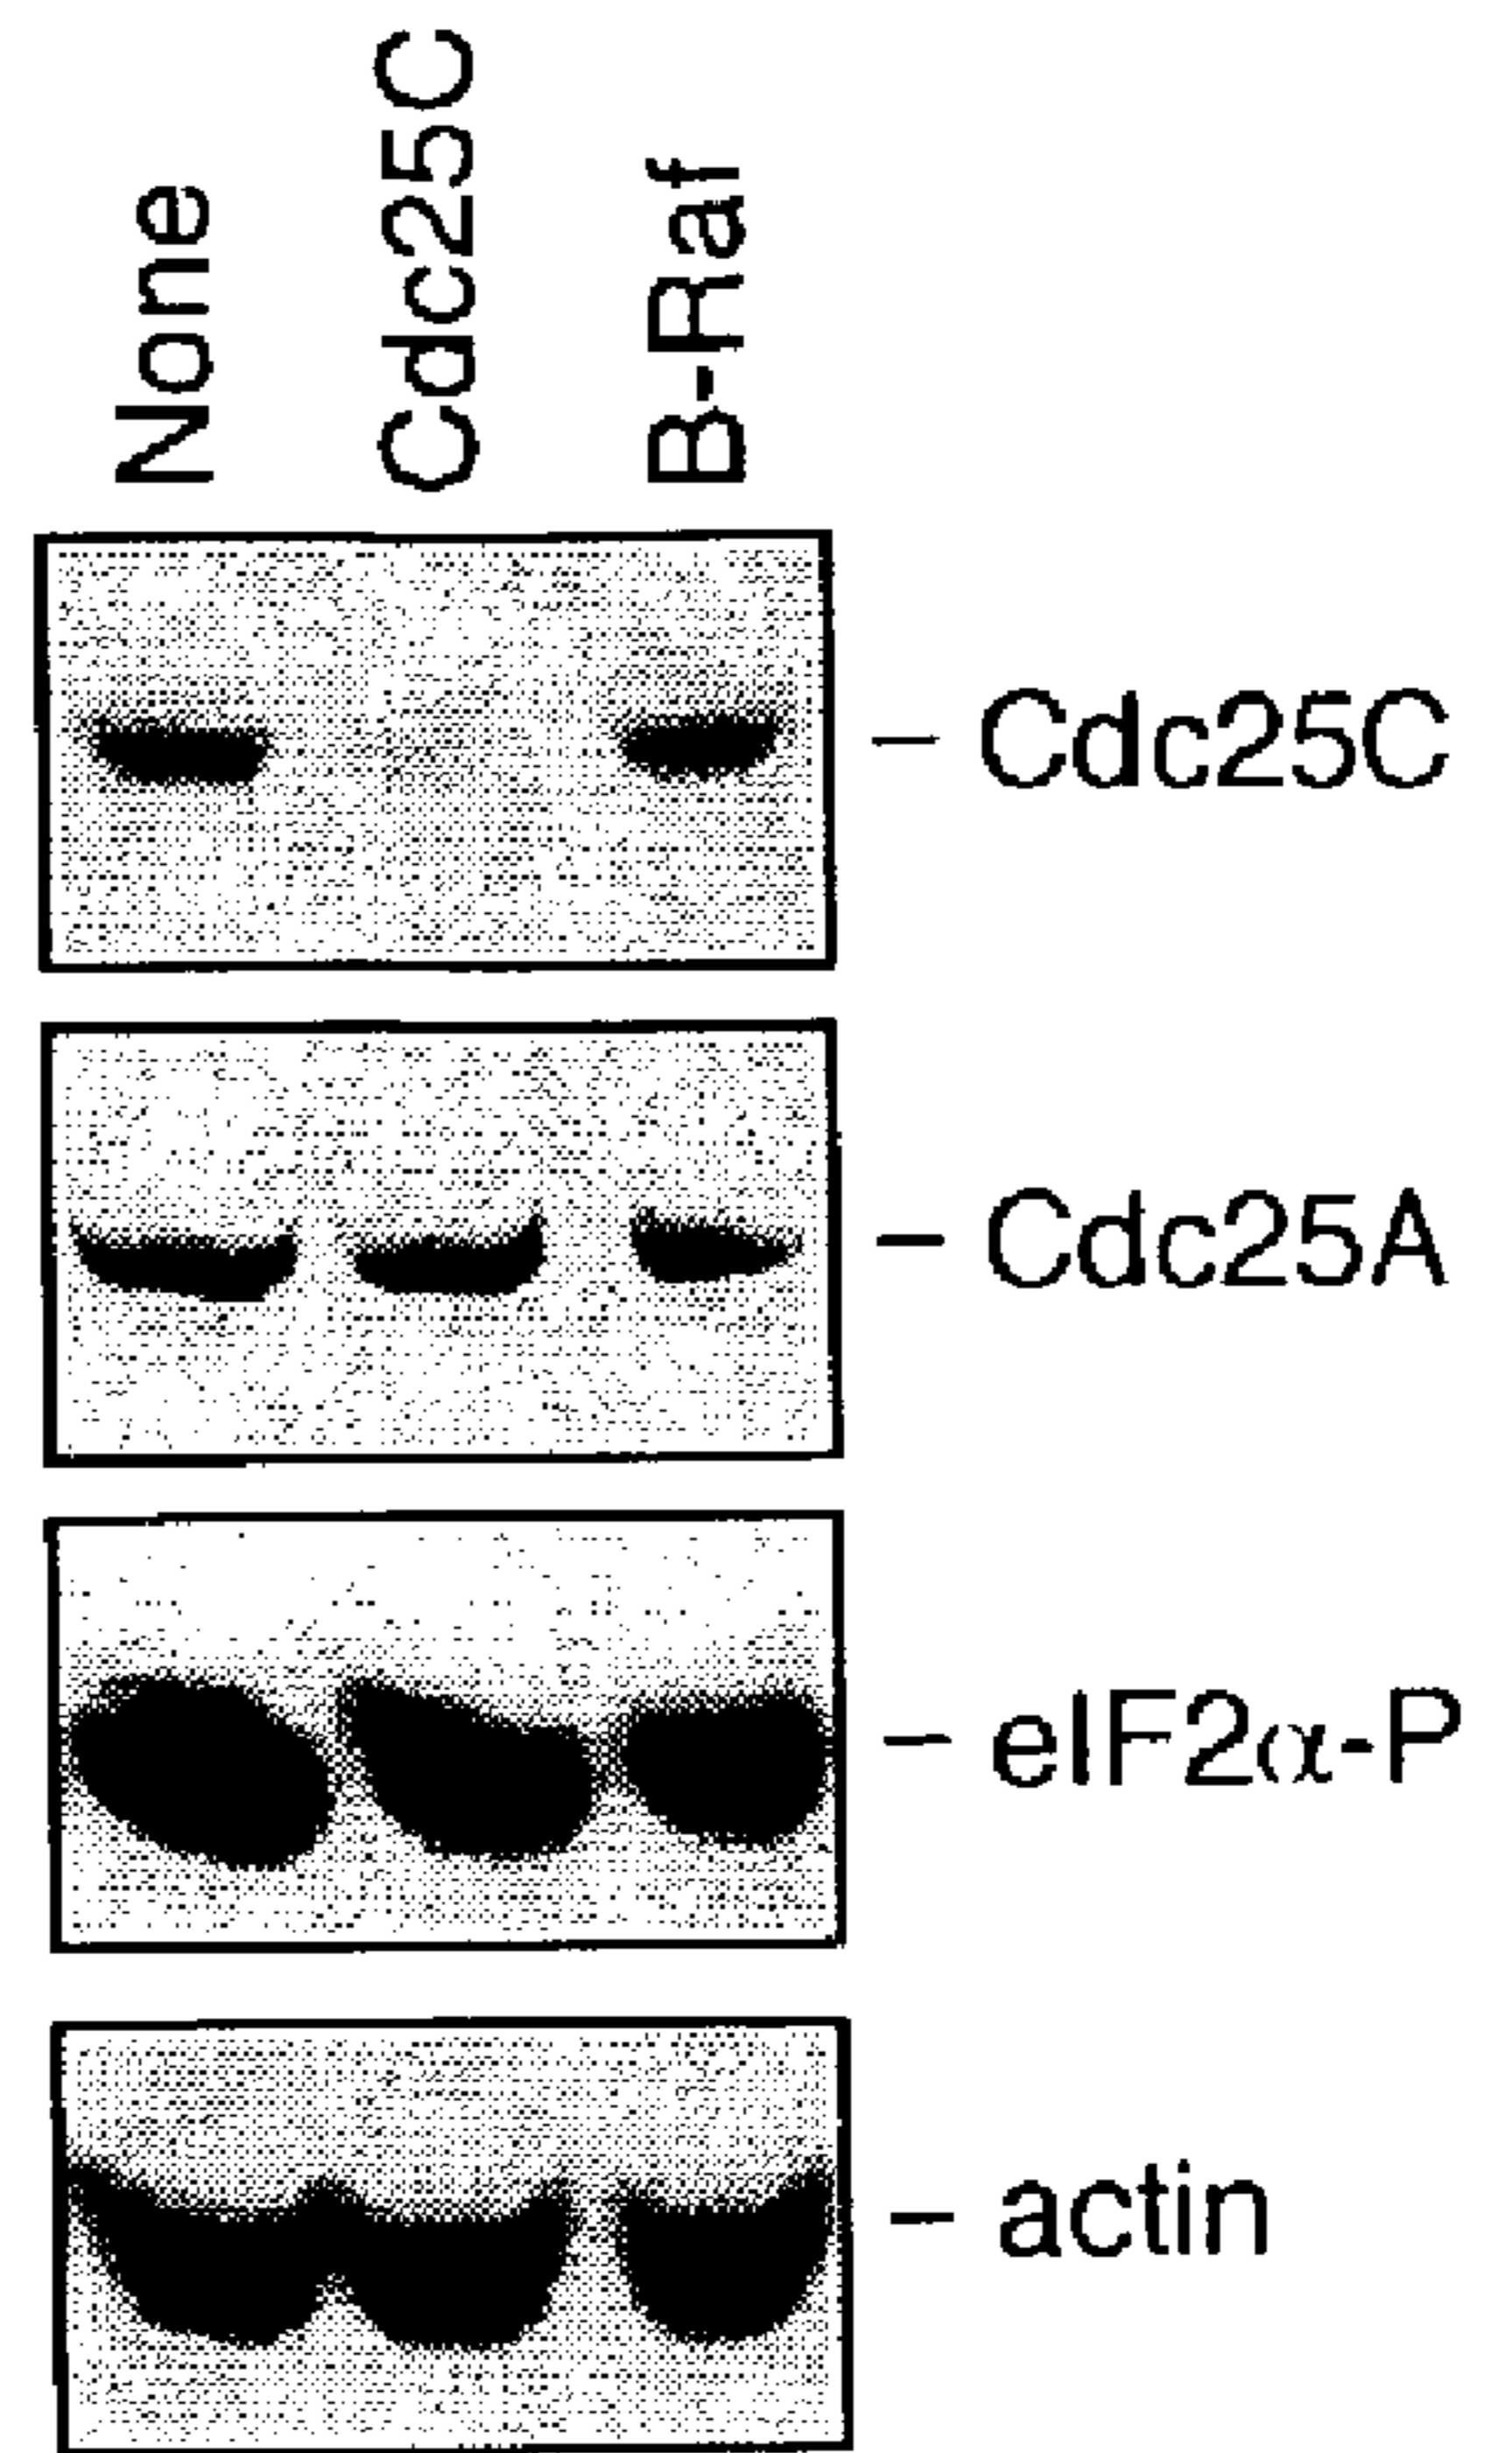 None
Cdc25C
B-Raf
– Cdc25C
– Cdc25A
– eIF2α-P
– actin